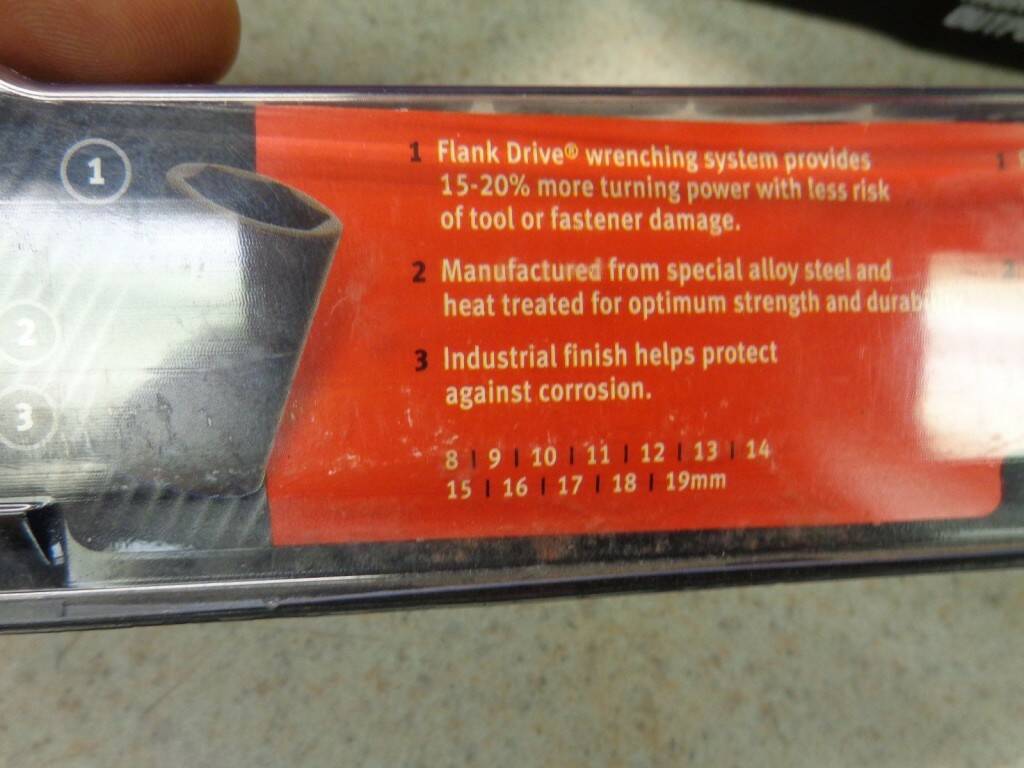 1
2
3
1 Flank Drive® wrenching system provides
15-20% more turning power with less risk
of tool or fastener damage.
2 Manufactured from special alloy steel and
heat treated for optimum strength and
3 Industrial finish helps protect
against corrosion.
8 | 9 | 10 | 11 | 12 | 13 | 14
15 | 16 | 17 | 18 | 19mm
1
2